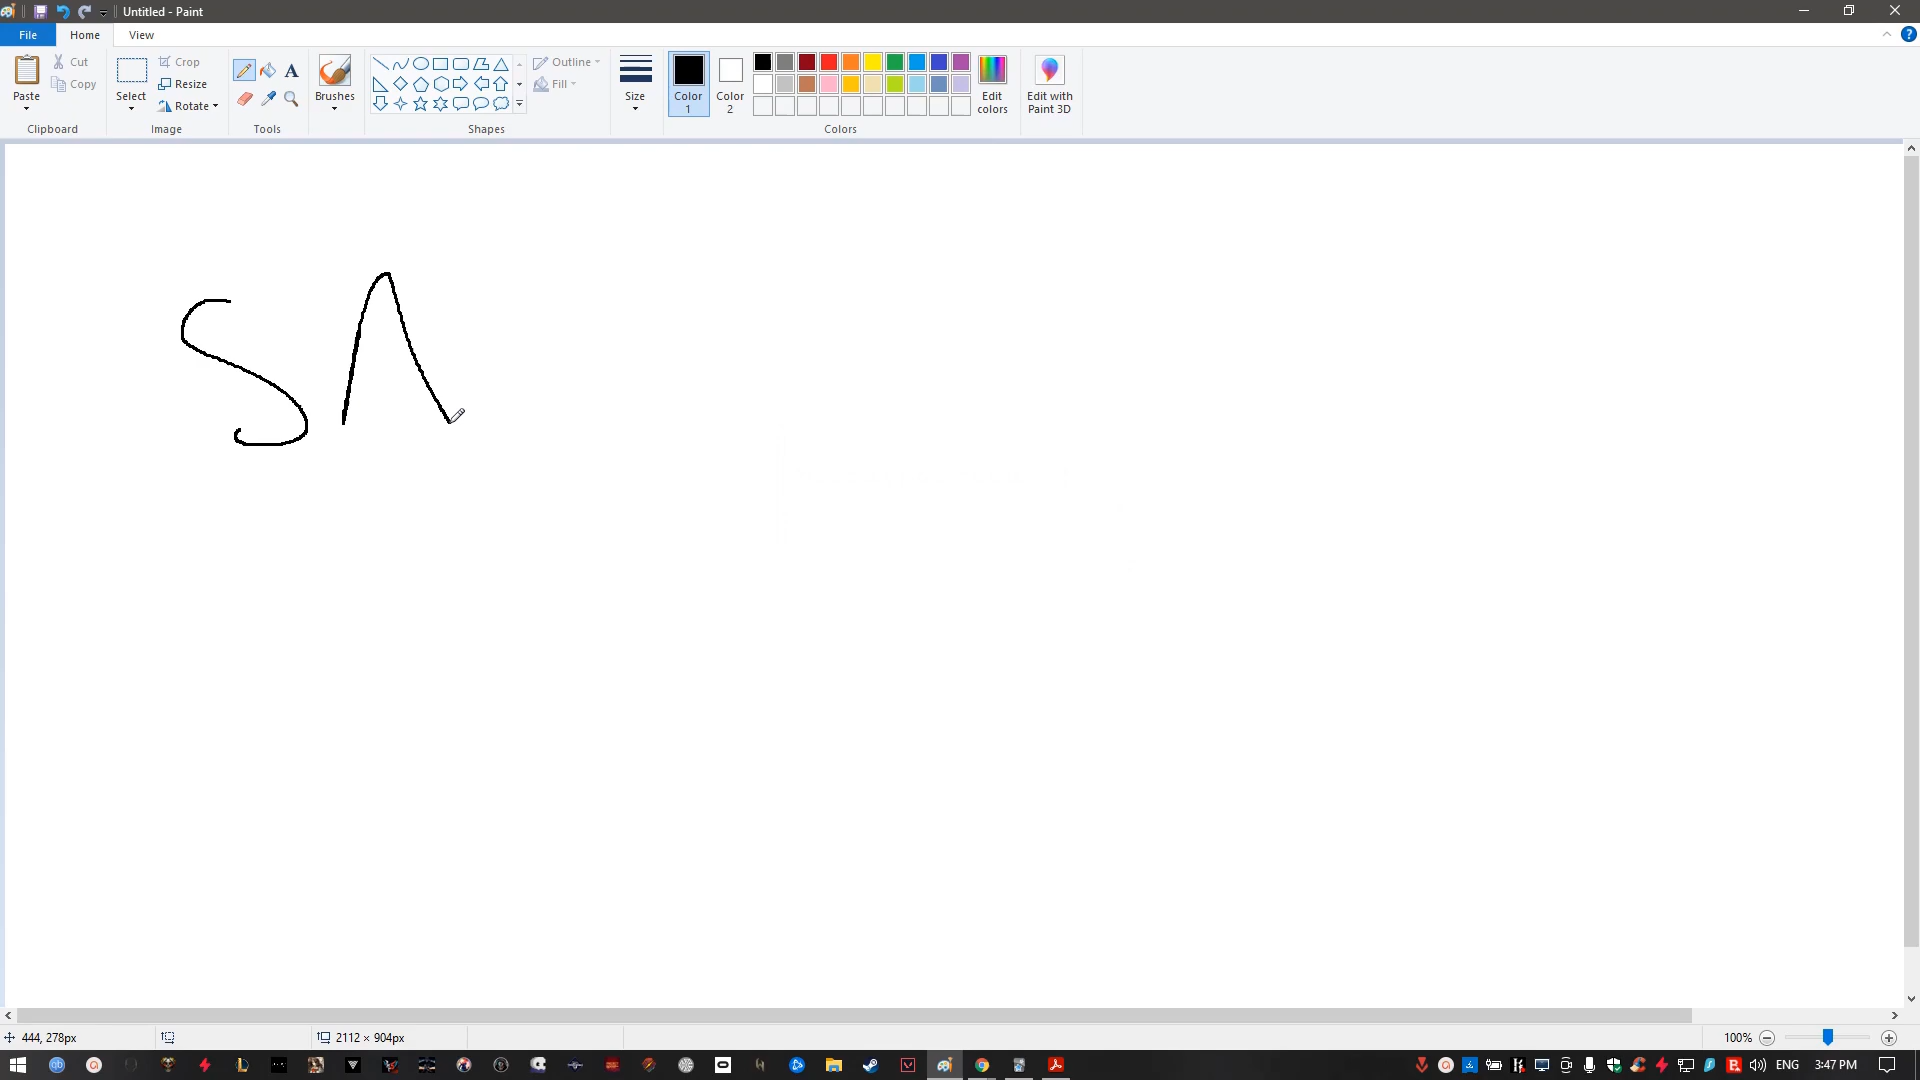 Untitled - Paint
File Home View
Paste Cut Copy Clipboard
Select Crop Resize Rotate Image
Tools
Brushes
Outline Fill Shapes
Size
Color 1 Color 2 Edit colors Colors
Edit with Paint 3D
S
444, 278px 2112 × 904px 100%
ENG 3:47 PM